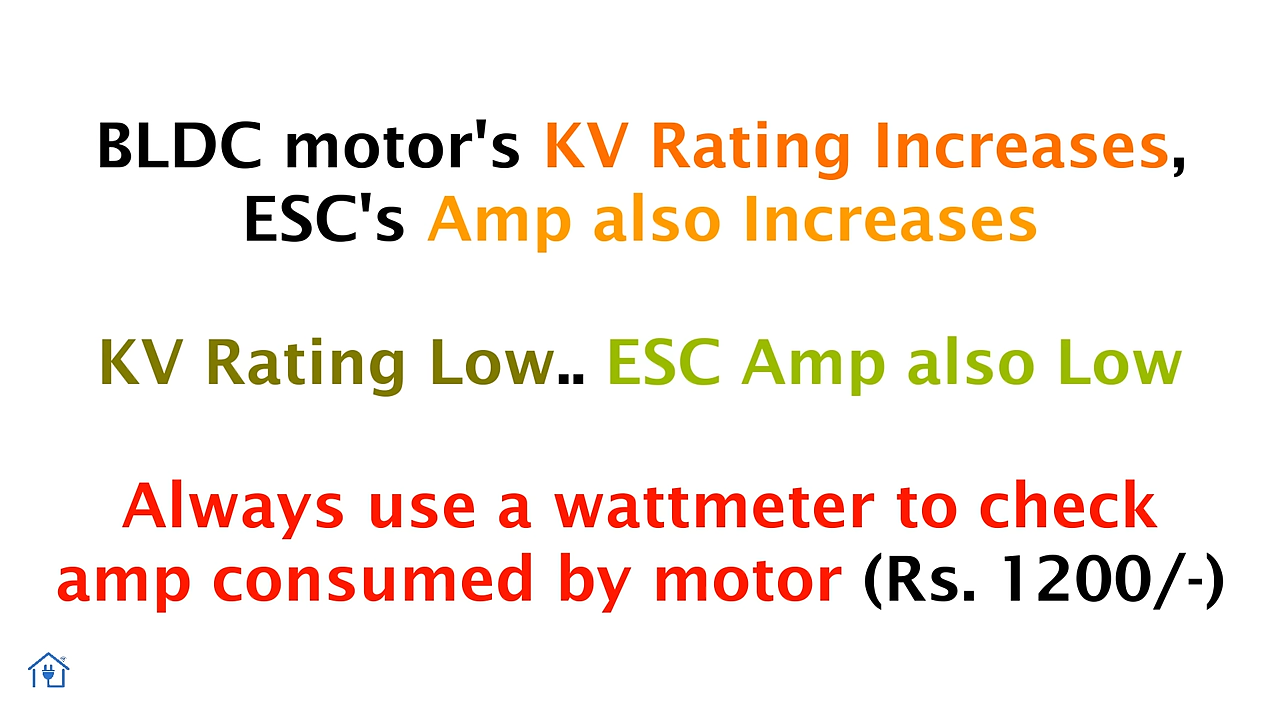 BLDC motor's KV Rating Increases,
ESC's Amp also Increases
KV Rating Low.. ESC Amp also Low
Always use a wattmeter to check
amp consumed by motor (Rs. 1200/-)